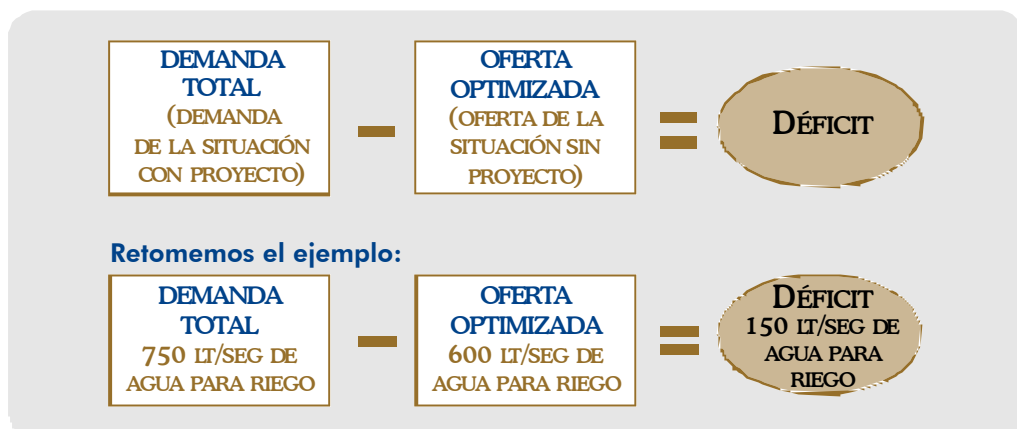 DEMANDA
TOTAL
(DEMANDA
DE LA SITUACIÓN
CON PROYECTO)
OFERTA
OPTIMIZADA
(OFERTA DE LA
SITUACIÓN SIN
PROYECTO)
DÉFICIT
Retomemos el ejemplo:
DEMANDA
TOTAL
750 LT/SEG DE
AGUA PARA RIEGO
OFERTA
OPTIMIZADA
600 LT/SEG DE
AGUA PARA RIEGO
DÉFICIT
150 LT/SEG DE
AGUA PARA
RIEGO